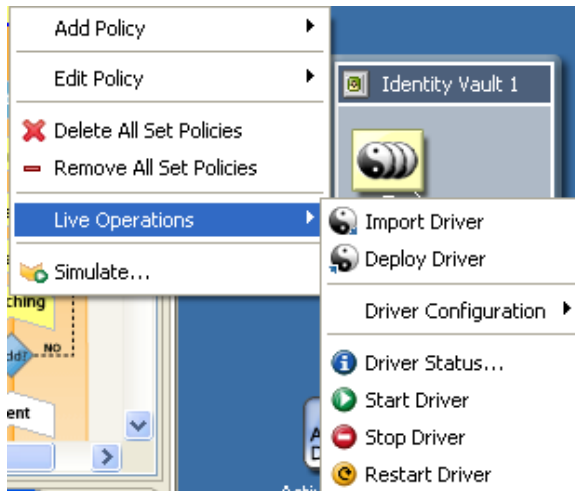 Add Policy
Edit Policy
Delete All Set Policies
Remove All Set Policies
Live Operations
Simulate...
Identity Vault 1
Import Driver
Deploy Driver
Driver Configuration
Driver Status...
Start Driver
Stop Driver
Restart Driver
NO